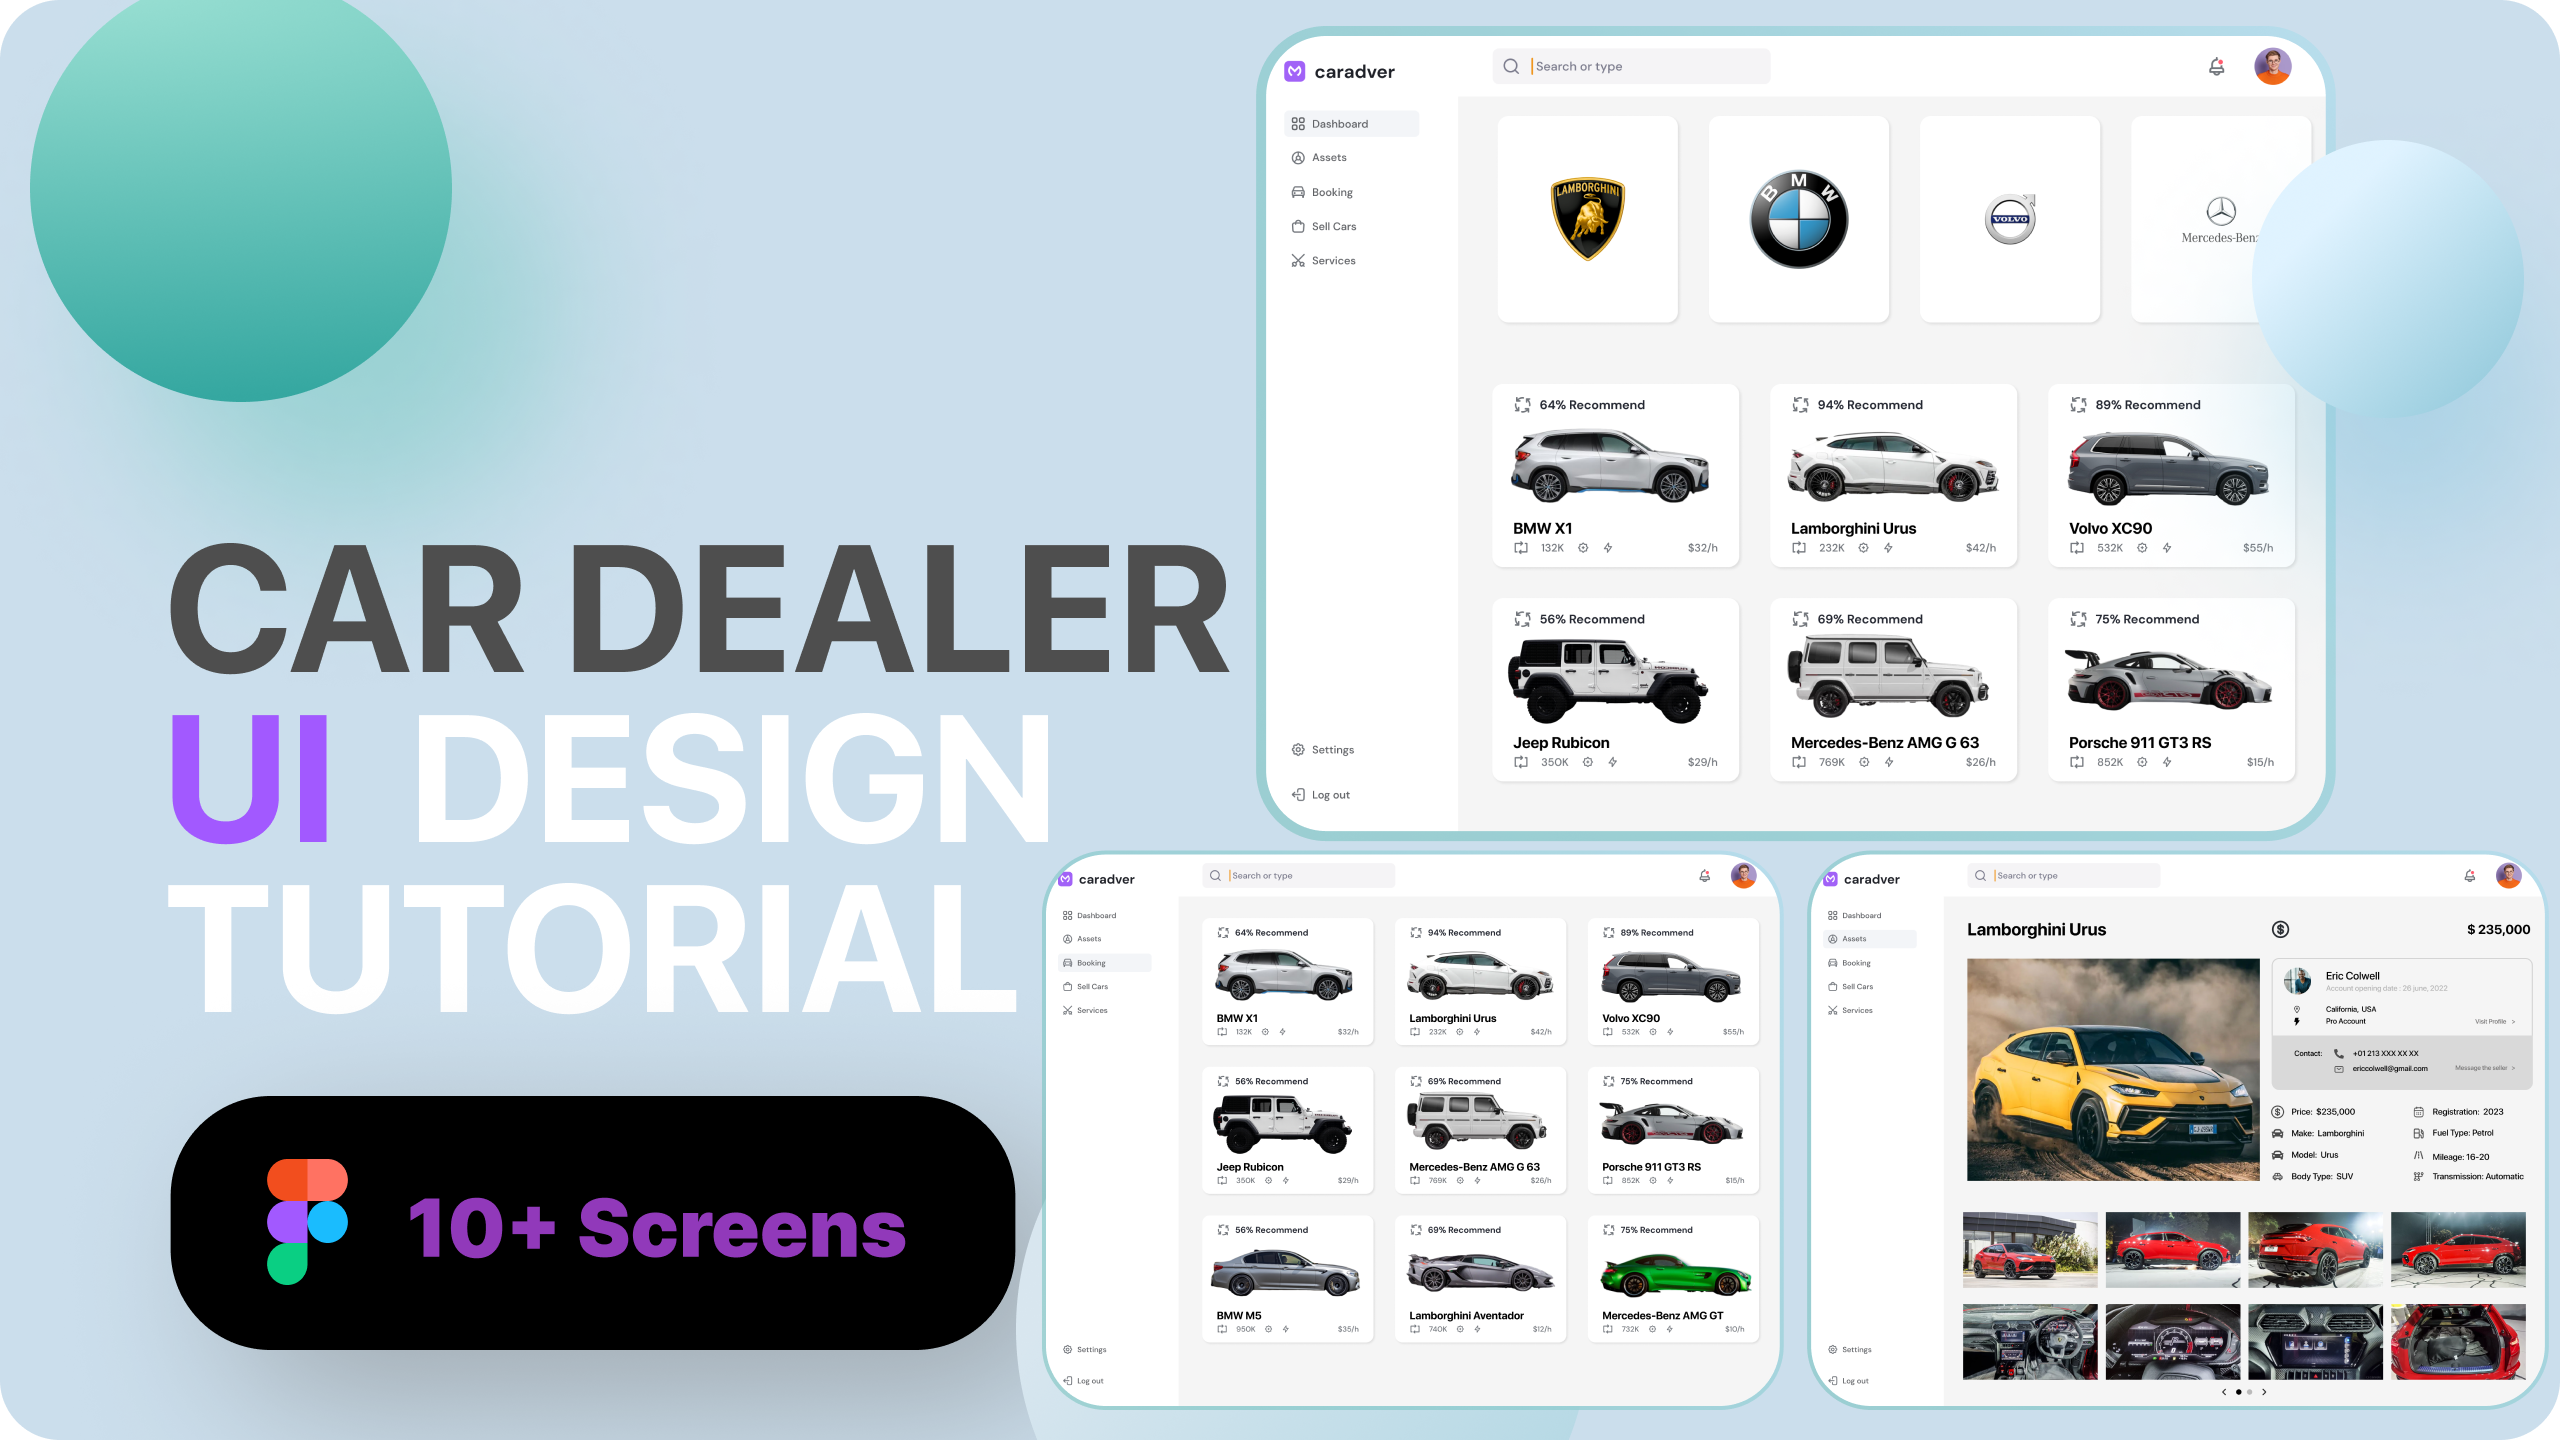 CAR DEALER
UI DESIGN
TUTORIAL
10+ Screens
caradver
Search or type
Dashboard
Assets
Booking
Sell Cars
Services
Settings
Log out
LAMBORGHINI
BMW
VOLVO
Mercedes-Benz
64% Recommend
94% Recommend
89% Recommend
BMW X1
Lamborghini Urus
Volvo XC90
132K $32/h
232K $42/h
532K $55/h
56% Recommend
69% Recommend
75% Recommend
Jeep Rubicon
Mercedes-Benz AMG G 63
Porsche 911 GT3 RS
350K $29/h
769K $26/h
852K $15/h
caradver
Search or type
Dashboard
Assets
Booking
Sell Cars
Services
Settings
Log out
64% Recommend
94% Recommend
89% Recommend
BMW X1
Lamborghini Urus
Volvo XC90
132K $32/h
232K $42/h
532K $55/h
56% Recommend
69% Recommend
75% Recommend
Jeep Rubicon
Mercedes-Benz AMG G 63
Porsche 911 GT3 RS
350K $29/h
769K $26/h
852K $15/h
56% Recommend
69% Recommend
75% Recommend
BMW M5
Lamborghini Aventador
Mercedes-Benz AMG GT
950K $35/h
740K $12/h
732K $10/h
caradver
Search or type
Dashboard
Assets
Booking
Sell Cars
Services
Settings
Log out
Lamborghini Urus
$ 235,000
Eric Colwell
Account opening date : 26 june, 2022
California, USA
Pro Account
Visit Profile >
Contact: +01 213 XXX XX XX
ericcolwell@gmail.com
Message the seller >
Price: $235,000
Registration: 2023
Make: Lamborghini
Fuel Type: Petrol
Model: Urus
Mileage: 16-20
Body Type: SUV
Transmission: Automatic